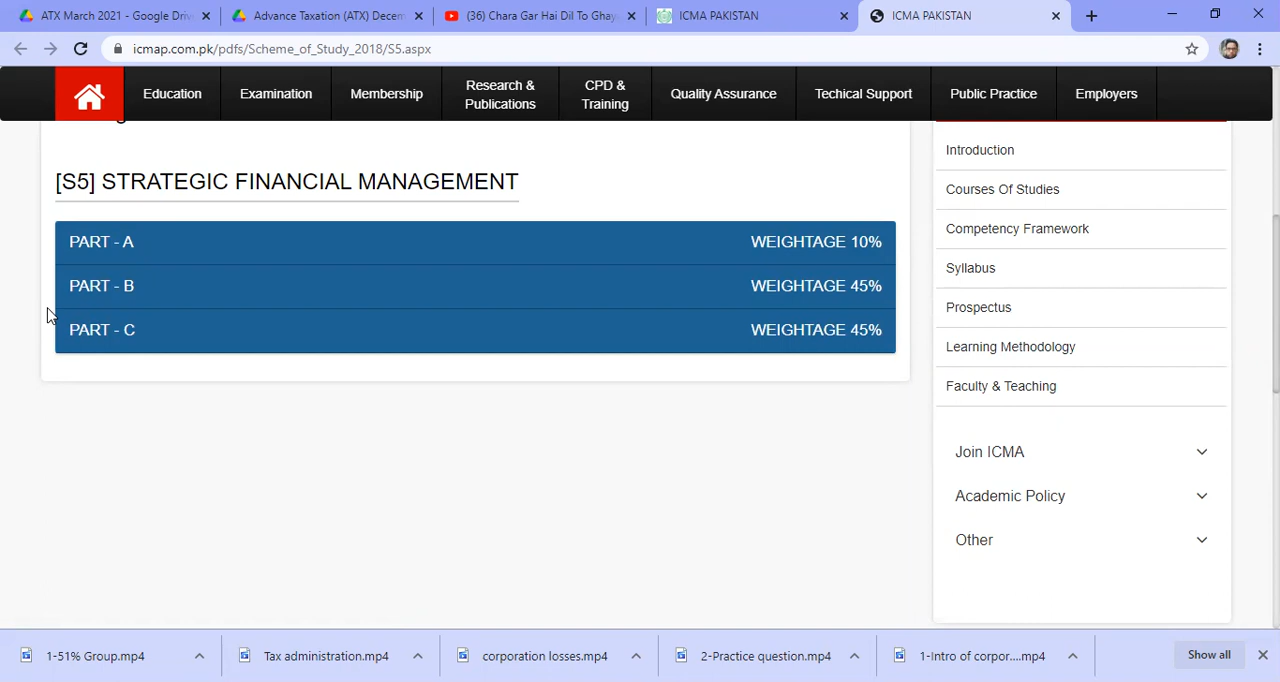 ATX March 2021 - Google Driv
Advance Taxation (ATX) Decem
(36) Chara Gar Hai Dil To Ghay
ICMA PAKISTAN
ICMA PAKISTAN
icmap.com.pk/pdfs/Scheme_of_Study_2018/S5.aspx
Education
Examination
Membership
Research &
Publications
CPD &
Training
Quality Assurance
Techical Support
Public Practice
Employers
[S5] STRATEGIC FINANCIAL MANAGEMENT
PART - A WEIGHTAGE 10%
PART - B WEIGHTAGE 45%
PART - C WEIGHTAGE 45%
Introduction
Courses Of Studies
Competency Framework
Syllabus
Prospectus
Learning Methodology
Faculty & Teaching
Join ICMA
Academic Policy
Other
1-51% Group.mp4
Tax administration.mp4
corporation losses.mp4
2-Practice question.mp4
1-Intro of corpor....mp4
Show all